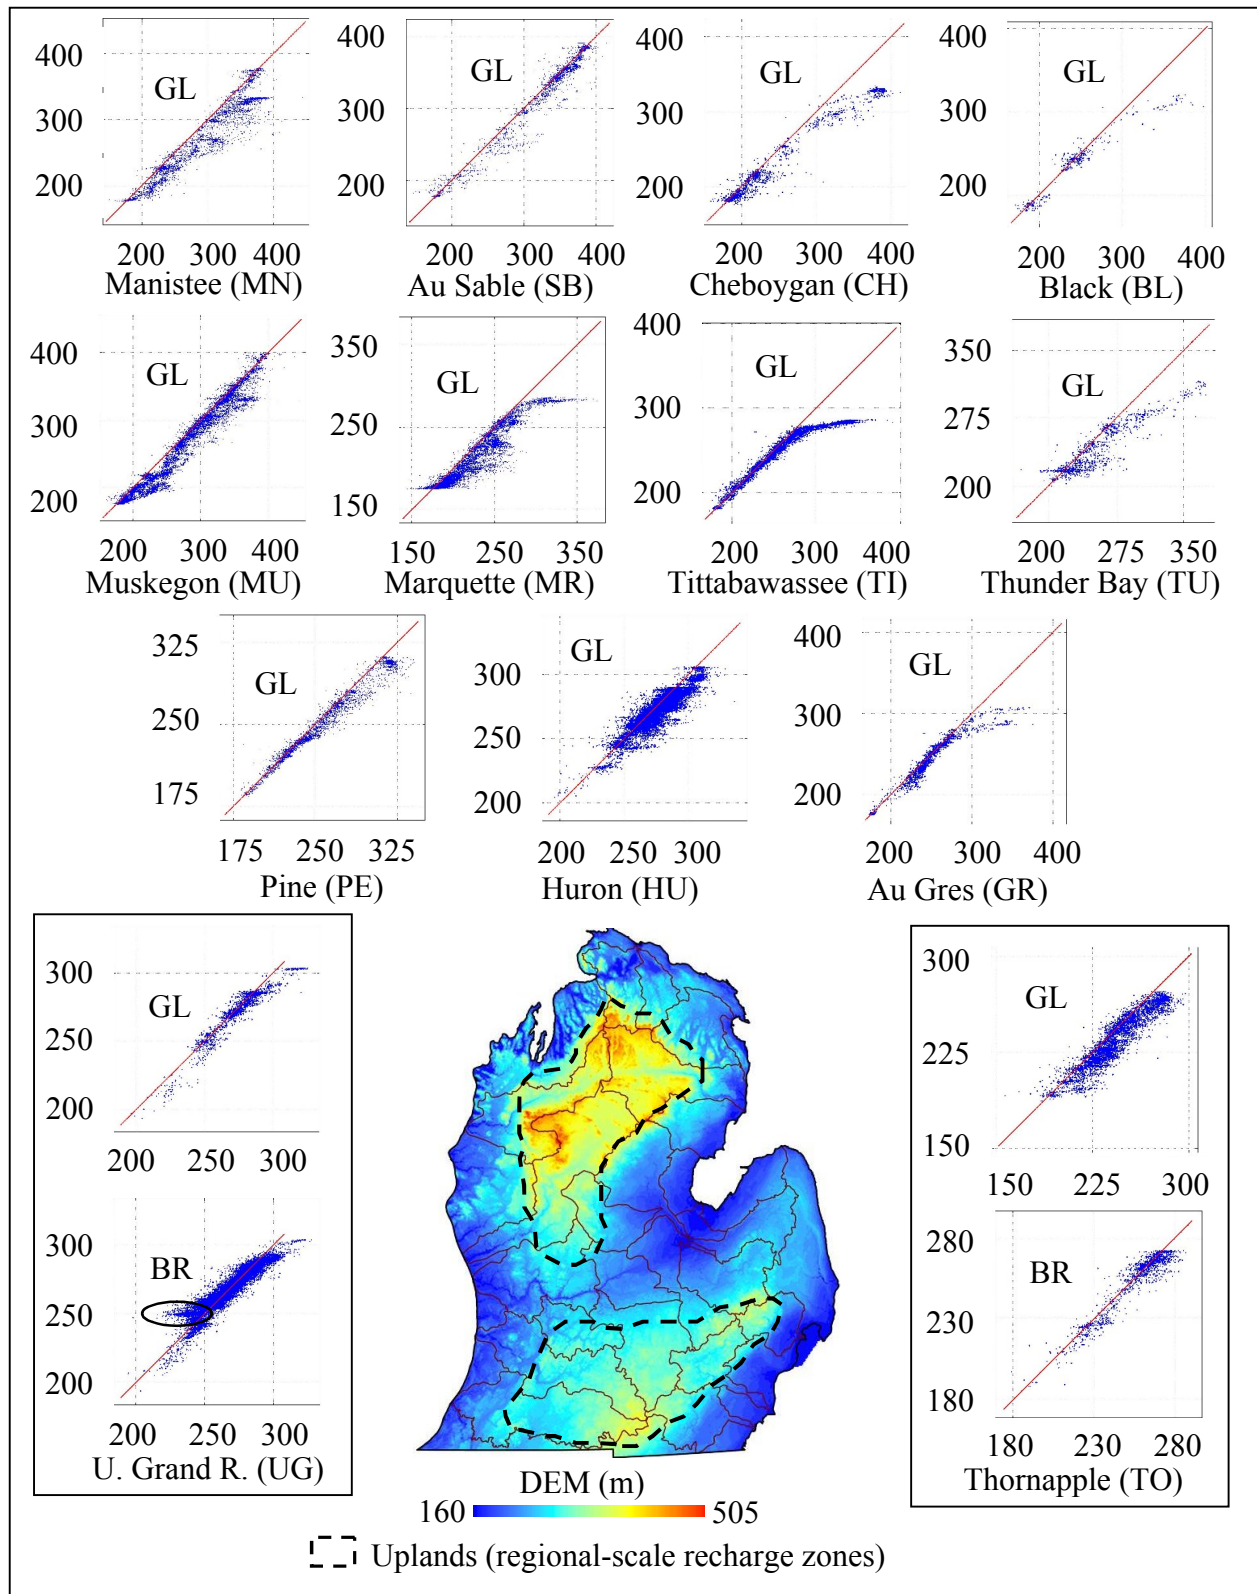 400
300
200
GL
200 300 400
Manistee (MN)
400
300
200
GL
200 300 400
Au Sable (SB)
400
300
200
GL
200 300 400
Cheboygan (CH)
400
300
200
GL
200 300 400
Black (BL)
400
300
200
GL
200 300 400
Muskegon (MU)
350
250
150
GL
150 250 350
Marquette (MR)
400
300
200
GL
200 300 400
Tittabawassee (TI)
350
275
200
GL
200 275 350
Thunder Bay (TU)
325
250
175
GL
175 250 325
Pine (PE)
300
250
200
GL
200 250 300
Huron (HU)
400
300
200
GL
200 300 400
Au Gres (GR)
300
250
200
GL
200 250 300
300
250
200
BR
200 250 300
U. Grand R. (UG)
300
225
150
GL
150 225 300
280
230
180
BR
180 230 280
Thornapple (TO)
DEM (m)
160 505
Uplands (regional-scale recharge zones)